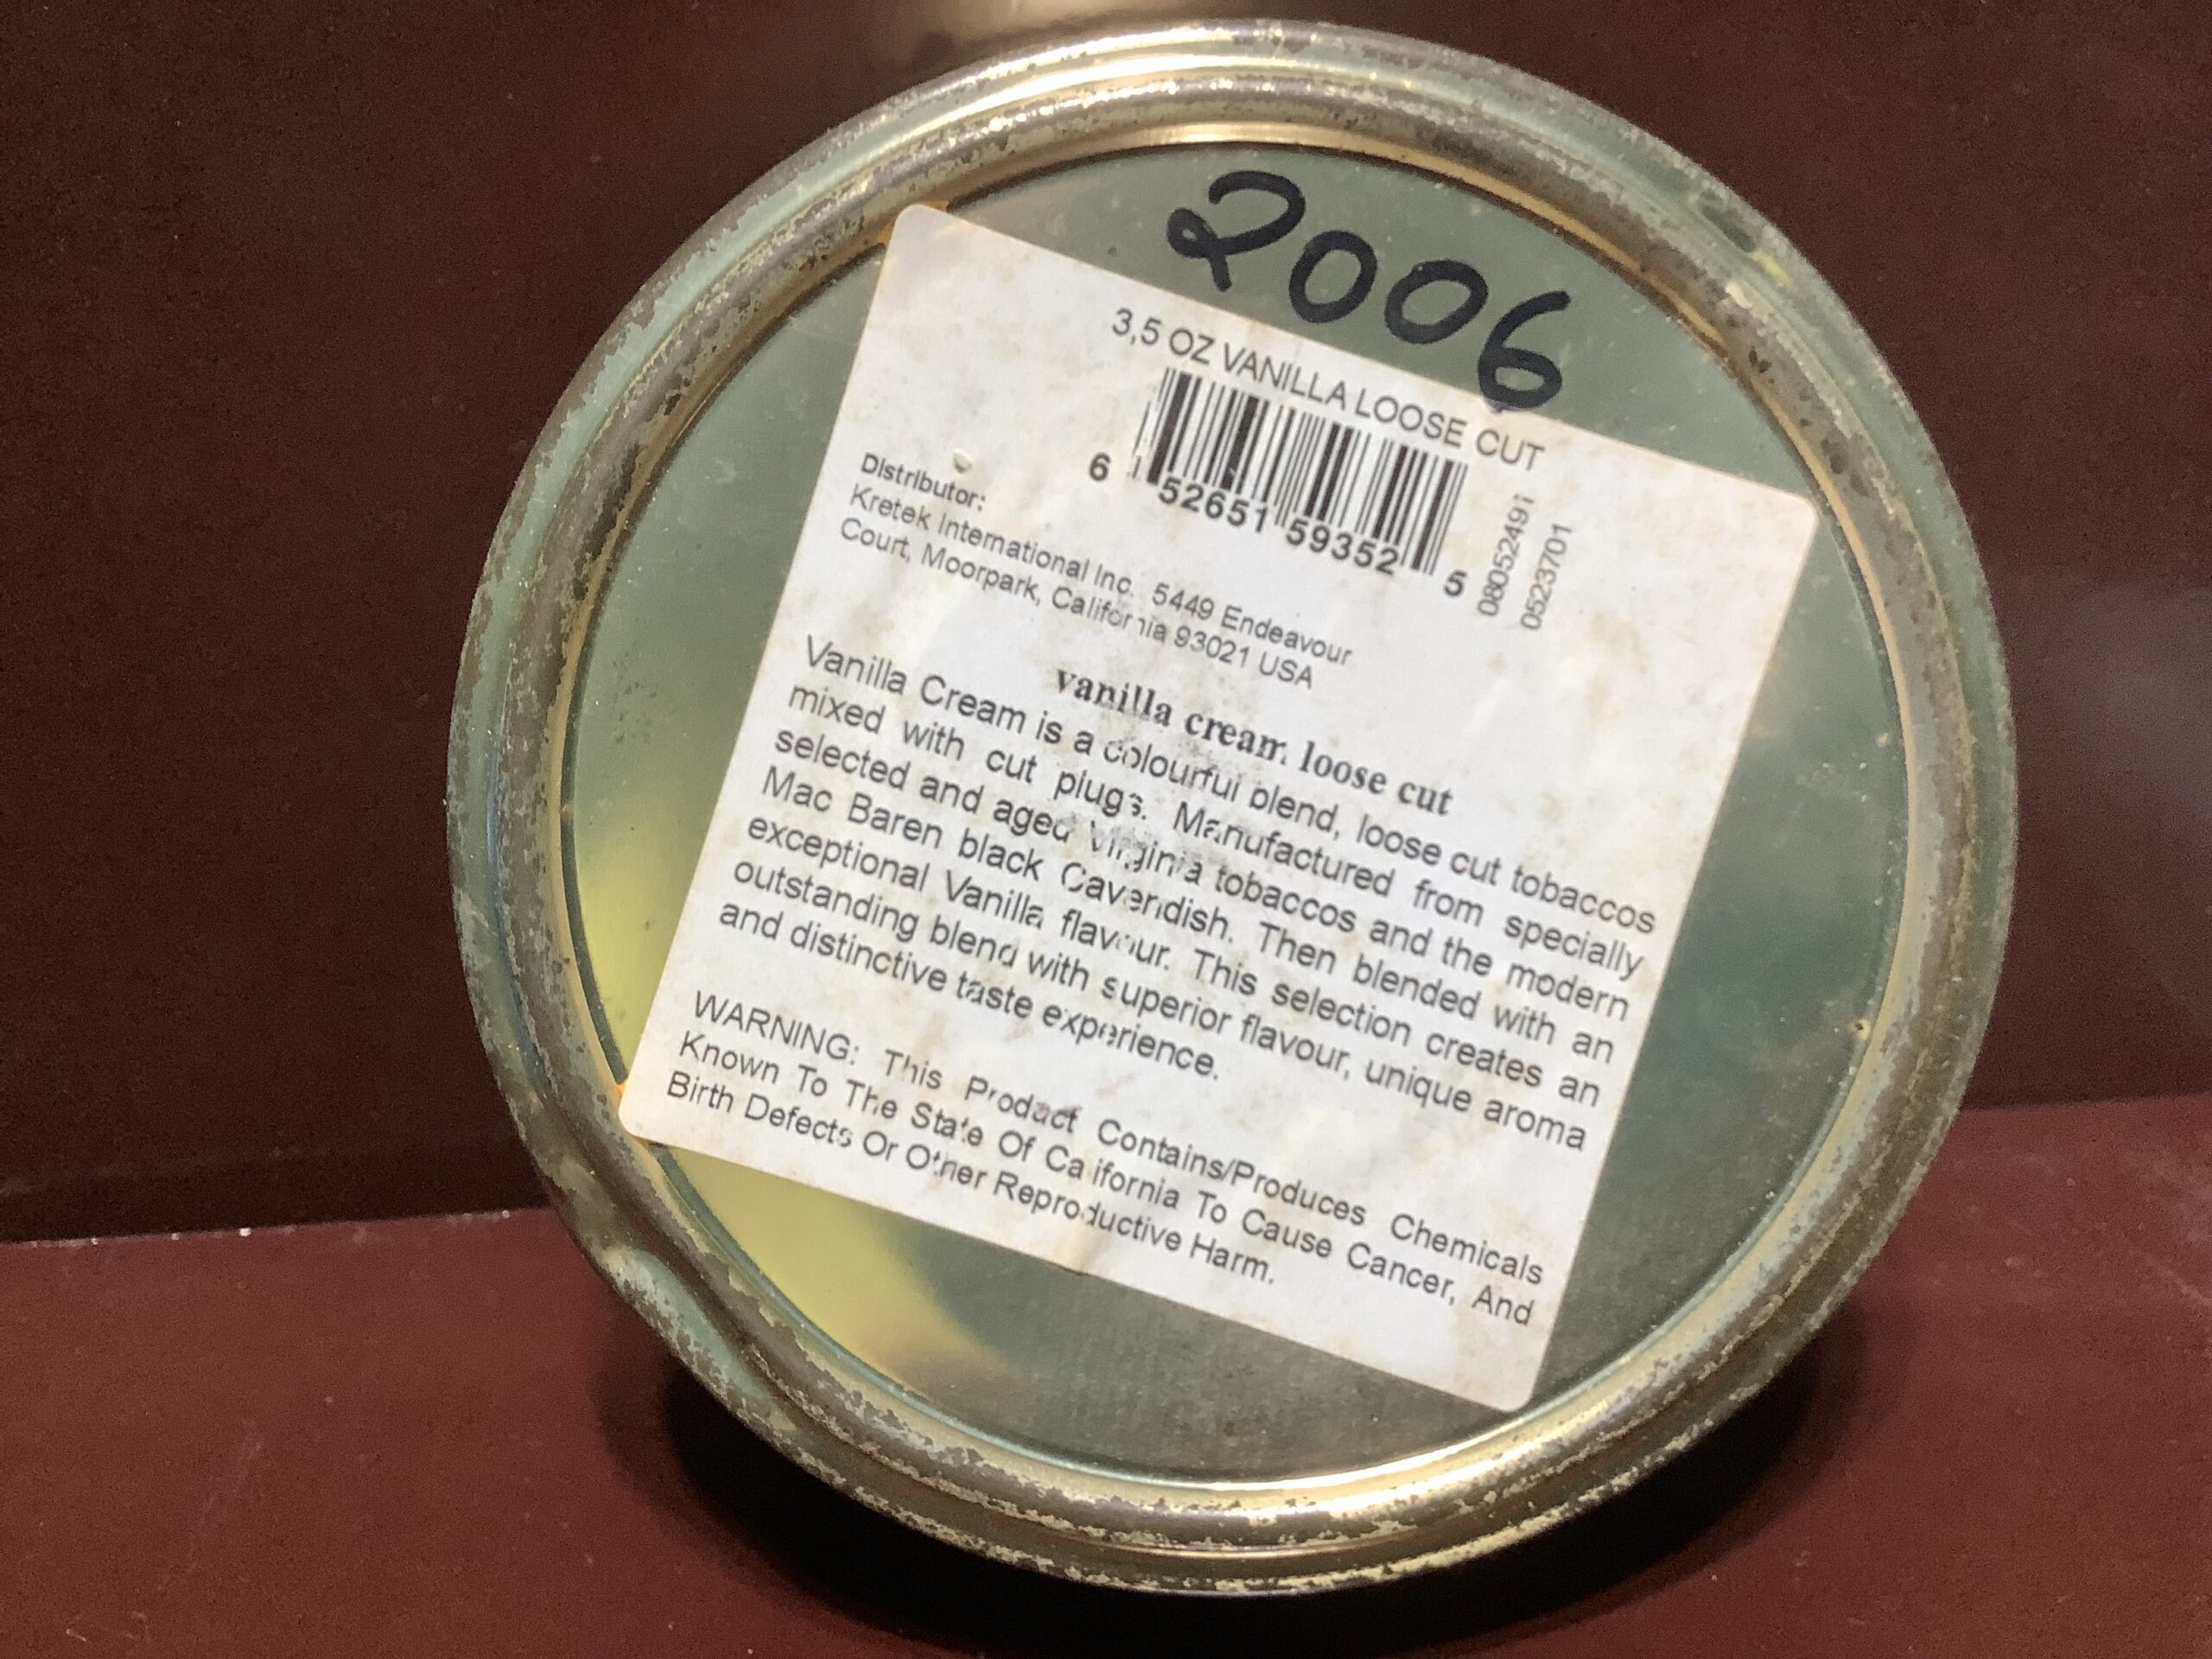 2006
3,5 OZ VANILLA LOOSE CUT
6 52651 59352 5
08052491
0523701
Distributor:
Kretek International Inc. 5449 Endeavour
Court, Moorpark, California 93021 USA
vanilla cream loose cut
Vanilla Cream is a colourful blend, loose cut tobaccos
mixed with cut plugs. Manufactured from specially
selected and aged Virginia tobaccos and the modern
Mac Baren black Cavendish. Then blended with an
exceptional Vanilla flavour. This selection creates an
outstanding blend with superior flavour, unique aroma
and distinctive taste experience.
WARNING: This Product Contains/Produces Chemicals
Known To The State Of California To Cause Cancer, And
Birth Defects Or Other Reproductive Harm.